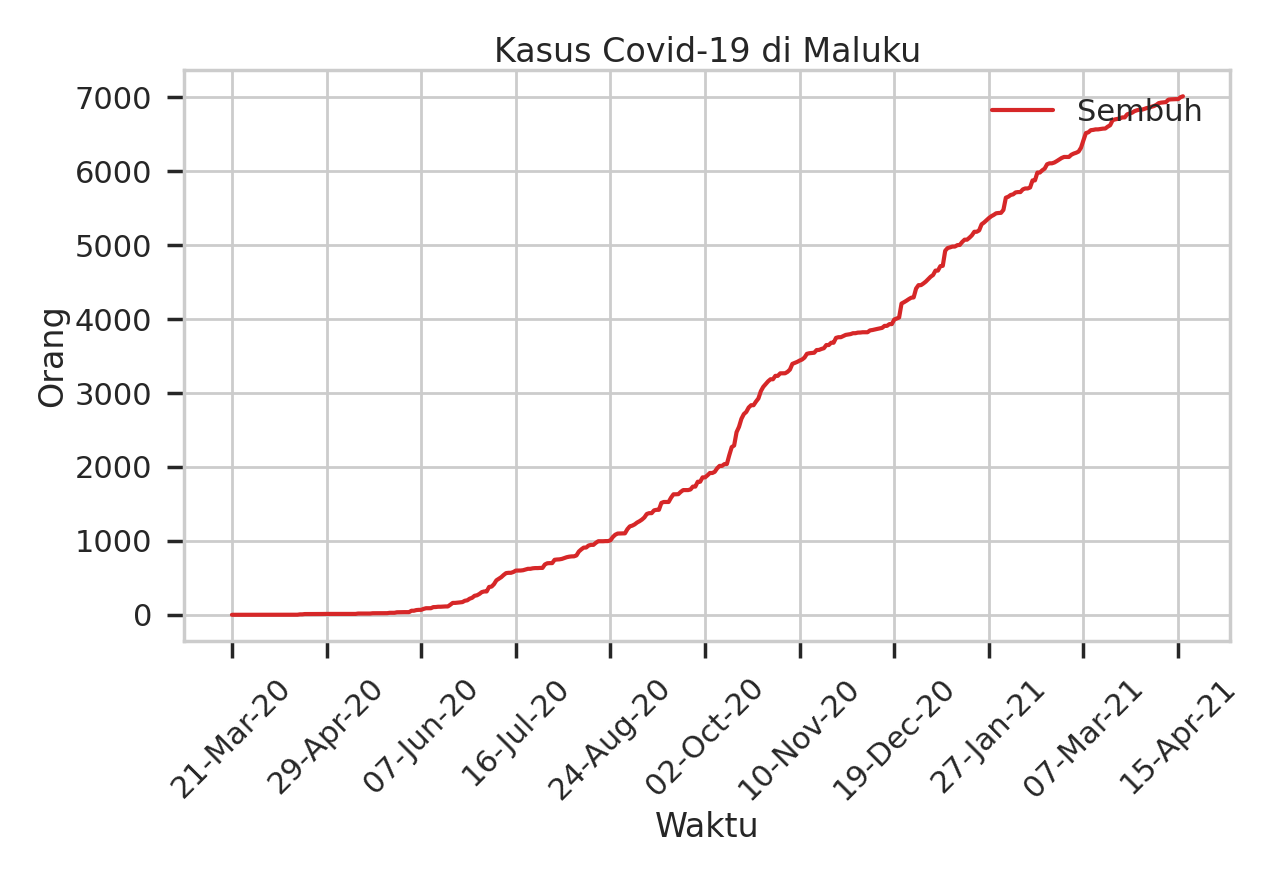 Kasus Covid-19 di Maluku
Sembuh
Orang
7000
6000
5000
4000
3000
2000
1000
0
21-Mar-20
29-Apr-20
07-Jun-20
16-Jul-20
24-Aug-20
02-Oct-20
10-Nov-20
19-Dec-20
27-Jan-21
07-Mar-21
15-Apr-21
Waktu